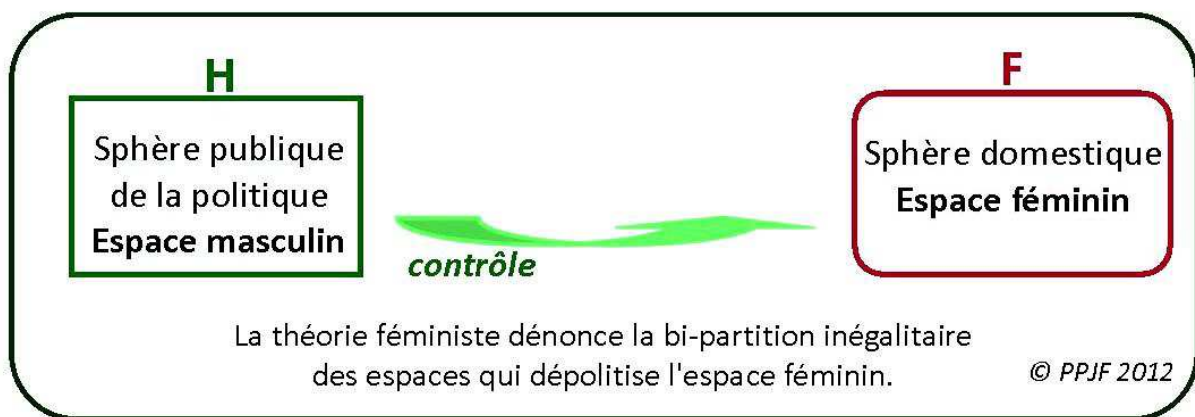 H
Sphère publique
de la politique
Espace masculin
contrôle
F
Sphère domestique
Espace féminin
La théorie féministe dénonce la bi-partition inégalitaire
des espaces qui dépolitise l'espace féminin.
© PPJF 2012